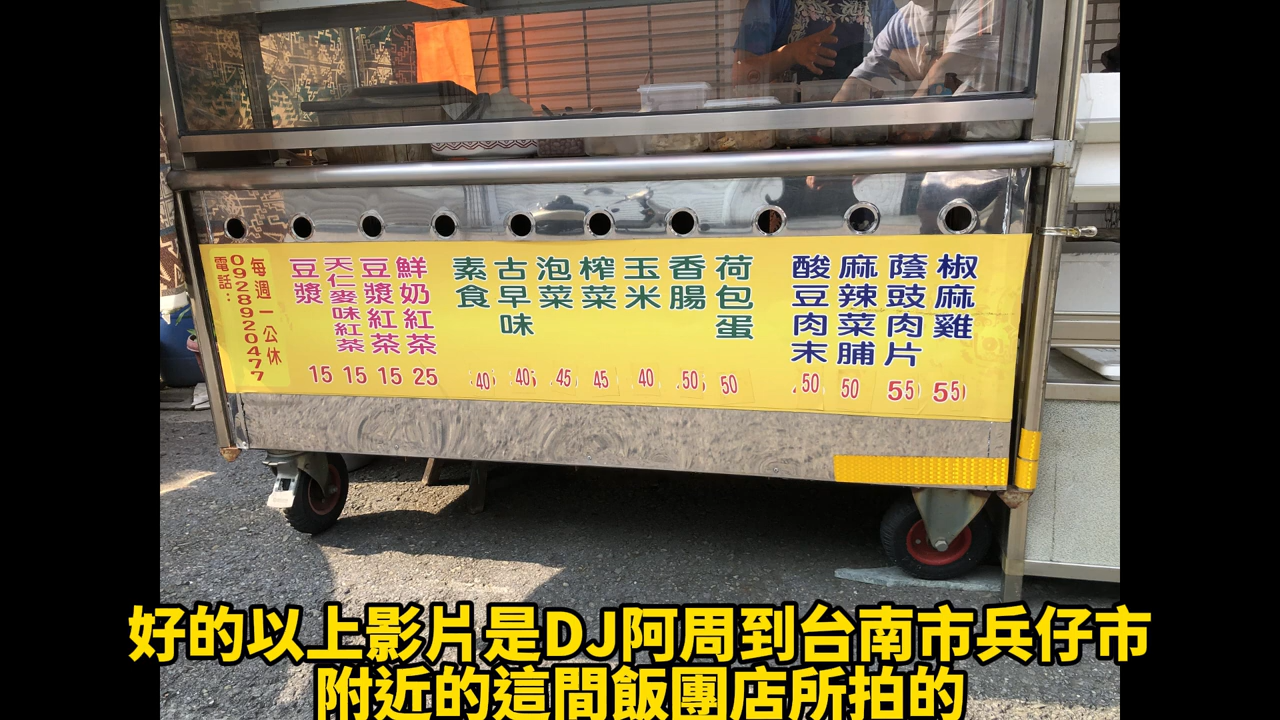 每週一公休
0928920477
電話：
豆漿
天仁麥味紅茶
豆漿紅茶
鮮奶紅茶
素食
古早味
泡菜
榨菜
玉米
香腸
荷包蛋
酸豆肉末
麻辣菜脯
蔭豉肉片
椒麻雞
15 15 15 25 40 40 45 45 40 50 50 50 50 55 55
好的以上影片是DJ阿周到台南市兵仔市
附近的這間飯團店所拍的